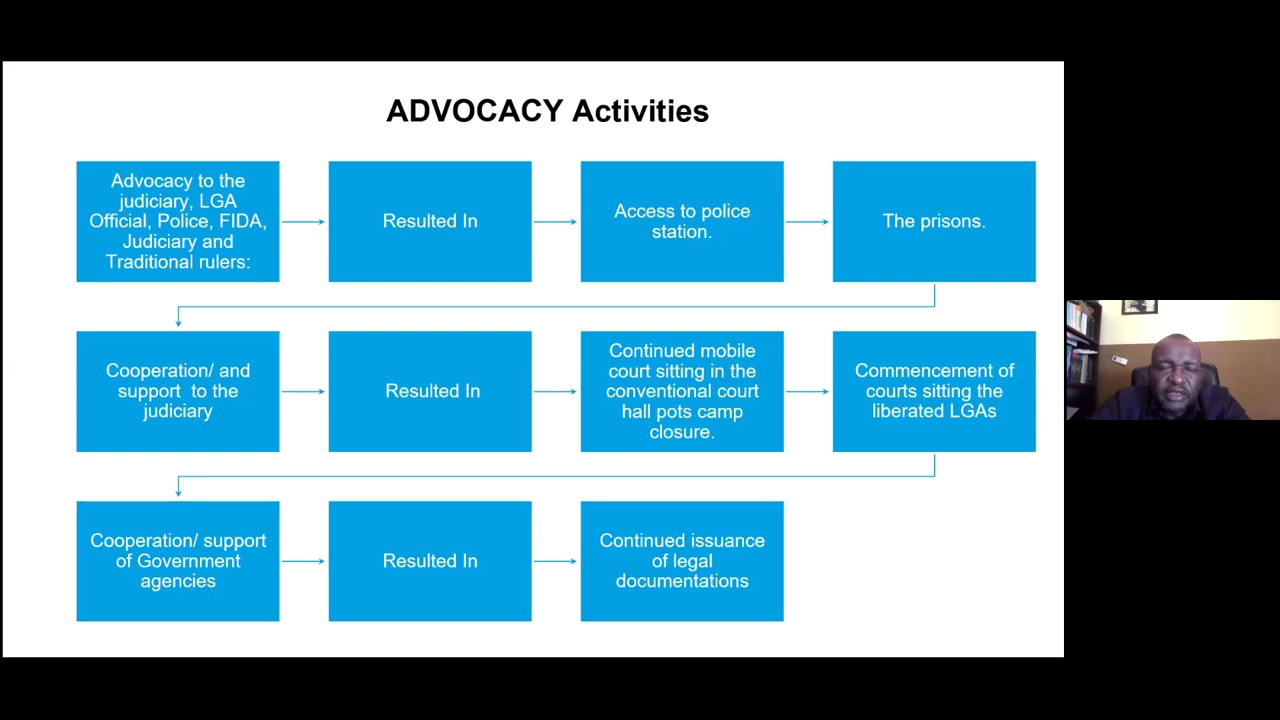 ADVOCACY Activities
Advocacy to the
judiciary, LGA
Official, Police, FIDA,
Judiciary and
Traditional rulers:
Resulted In
Access to police
station.
The prisons.
Cooperation/ and
support to the
judiciary
Resulted In
Continued mobile
court sitting in the
conventional court
hall pots camp
closure.
Commencement of
courts sitting the
liberated LGAs
Cooperation/ support
of Government
agencies
Resulted In
Continued issuance
of legal
documentations